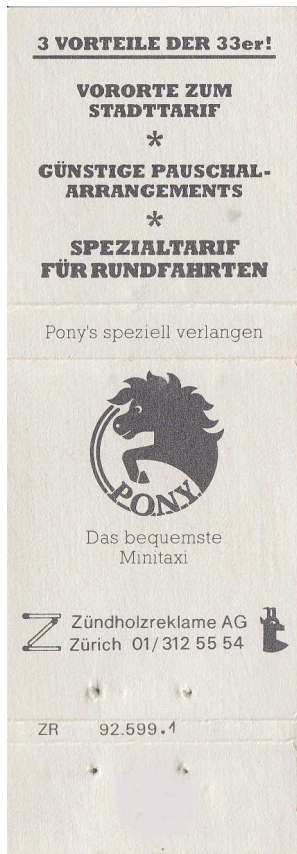 3 VORTEILE DER 33er!
VORORTE ZUM
STADTTARIF
*
GÜNSTIGE PAUSCHAL-
ARRANGEMENTS
*
SPEZIALTARIF
FÜR RUNDFAHRTEN
Pony's speziell verlangen
P.O.N.Y.
Das bequemste
Minitaxi
Zündholzreklame AG
Zürich 01/312 55 54
ZR 92.599.1